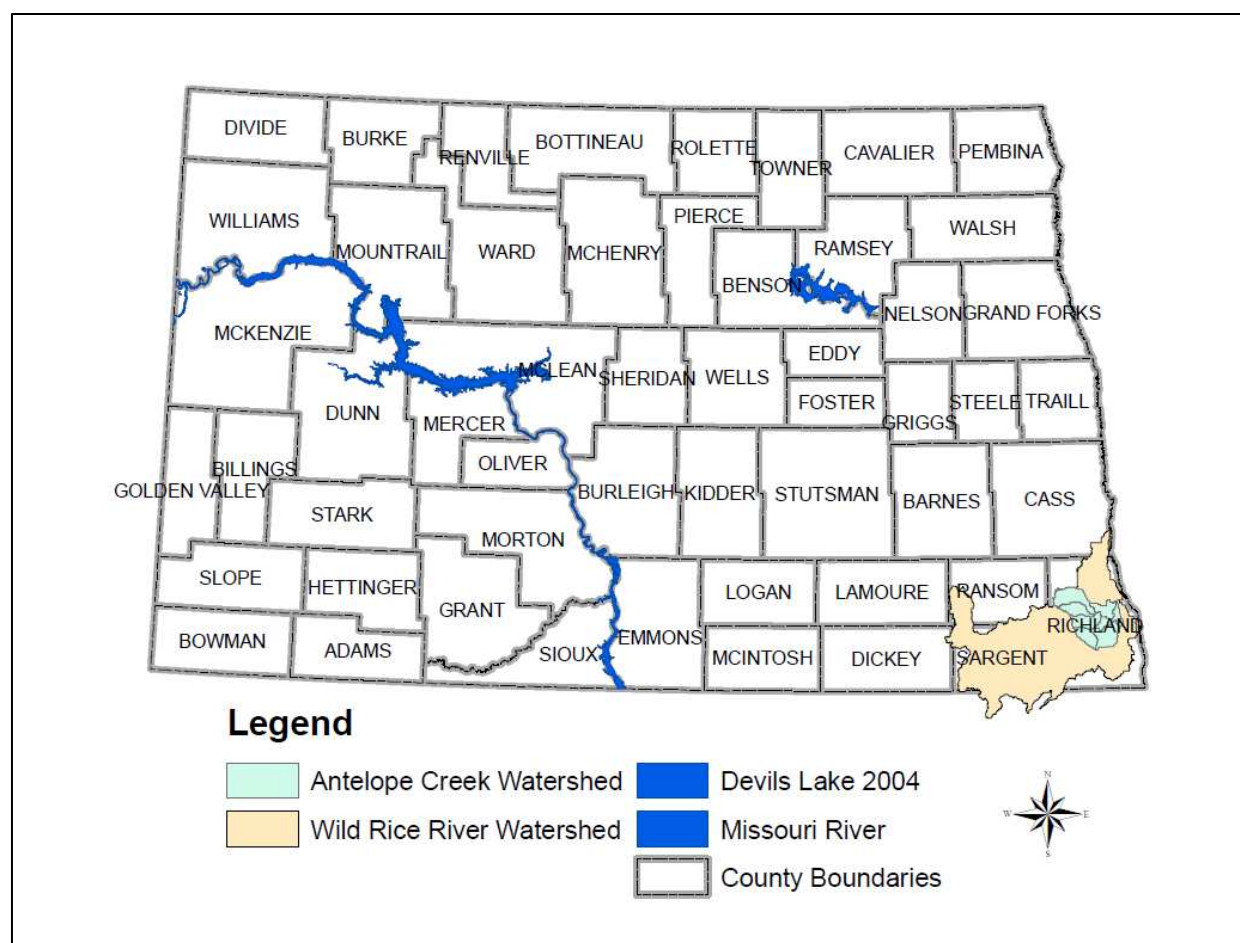 DIVIDE
BURKE
RENVILLE
BOTTINEAU
ROLETTE
TOWNER
CAVALIER
PEMBINA
WILLIAMS
MOUNTRAIL
WARD
MCHENRY
PIERCE
BENSON
RAMSEY
WALSH
NELSON
GRAND FORKS
MCKENZIE
DUNN
MERCER
MCLEAN
SHERIDAN
WELLS
EDDY
FOSTER
GRIGGS
STEELE
TRAILL
GOLDEN VALLEY
BILLINGS
OLIVER
STARK
MORTON
BURLEIGH
KIDDER
STUTSMAN
BARNES
CASS
SLOPE
HETTINGER
GRANT
BOWMAN
ADAMS
SIOUX
EMMONS
LOGAN
LAMOURE
RANSOM
RICHLAND
MCINTOSH
DICKEY
SARGENT
Legend
Antelope Creek Watershed
Wild Rice River Watershed
Devils Lake 2004
Missouri River
County Boundaries
N
W
E
S